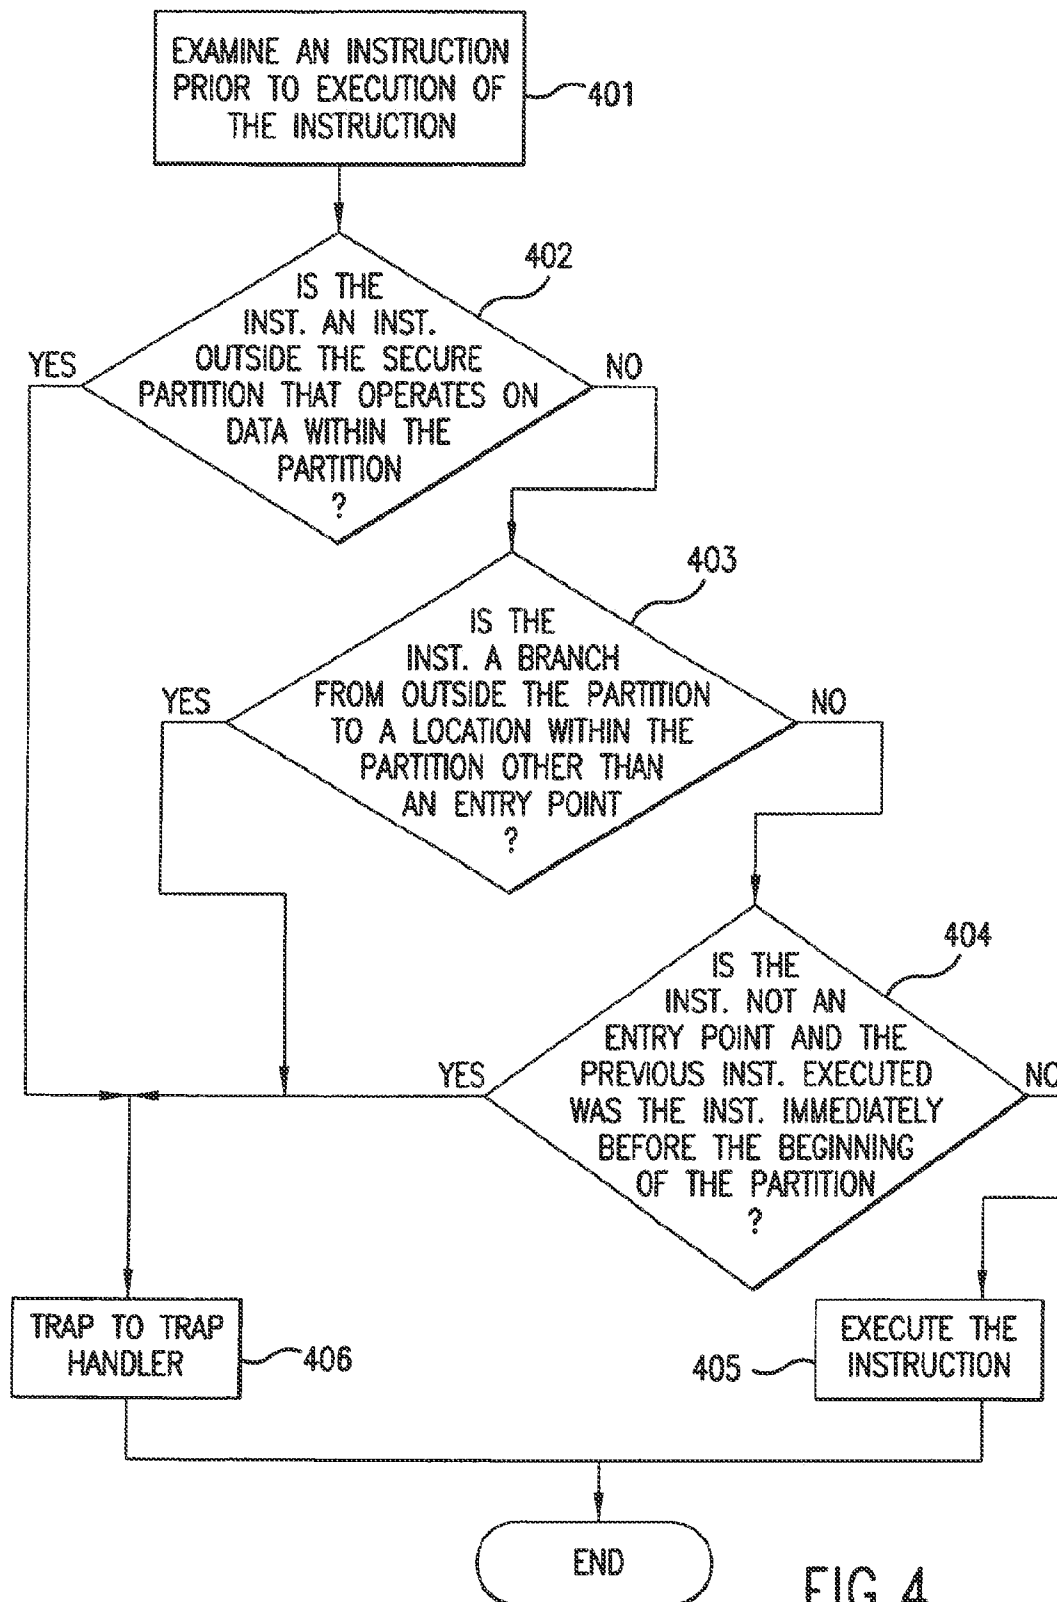 EXAMINE AN INSTRUCTION
PRIOR TO EXECUTION OF
THE INSTRUCTION
401
402
IS THE
INST. AN INST.
OUTSIDE THE SECURE
PARTITION THAT OPERATES ON
DATA WITHIN THE
PARTITION
?
YES
NO
403
IS THE
INST. A BRANCH
FROM OUTSIDE THE PARTITION
TO A LOCATION WITHIN THE
PARTITION OTHER THAN
AN ENTRY POINT
?
YES
NO
404
IS THE
INST. NOT AN
ENTRY POINT AND THE
PREVIOUS INST. EXECUTED
WAS THE INST. IMMEDIATELY
BEFORE THE BEGINNING
OF THE PARTITION
?
YES
NO
TRAP TO TRAP
HANDLER
406
405
EXECUTE THE
INSTRUCTION
END
FIG. 4